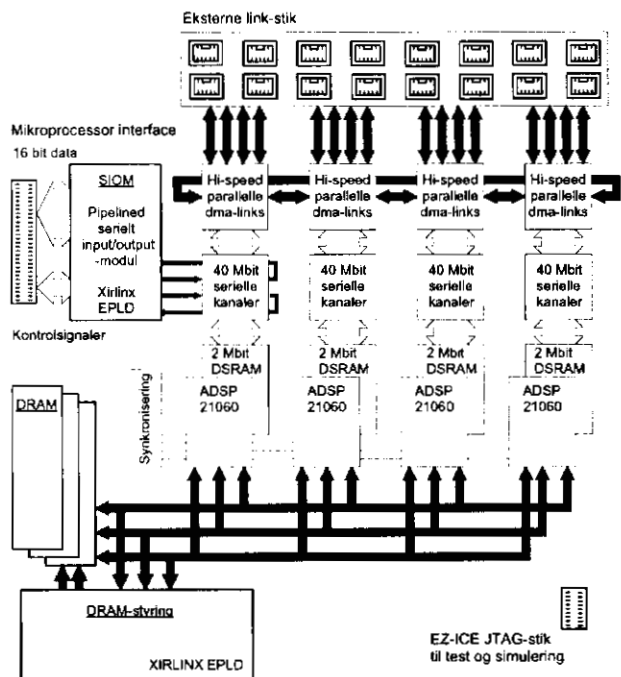 Eksterne link-stik
Mikroprocessor interface
16 bit data
SIOM
Pipelined
serielt
input/output
-modul
Xirlinx
EPLD
Kontrolsignaler
Hi-speed
parallelle
dma-links
Hi-speed
parallelle
dma-links
Hi-speed
parallelle
dma-links
Hi-speed
parallelle
dma-links
40 Mbit
serielle
kanaler
40 Mbit
serielle
kanaler
40 Mbit
serielle
kanaler
40 Mbit
serielle
kanaler
2 Mbit
DSRAM
2 Mbit
DSRAM
2 Mbit
DSRAM
2 Mbit
DSRAM
Synkronisering
ADSP
21060
ADSP
21060
ADSP
21060
ADSP
21060
DRAM
DRAM-styring
XIRLINX EPLD
EZ-ICE JTAG-stik
til test og simulering